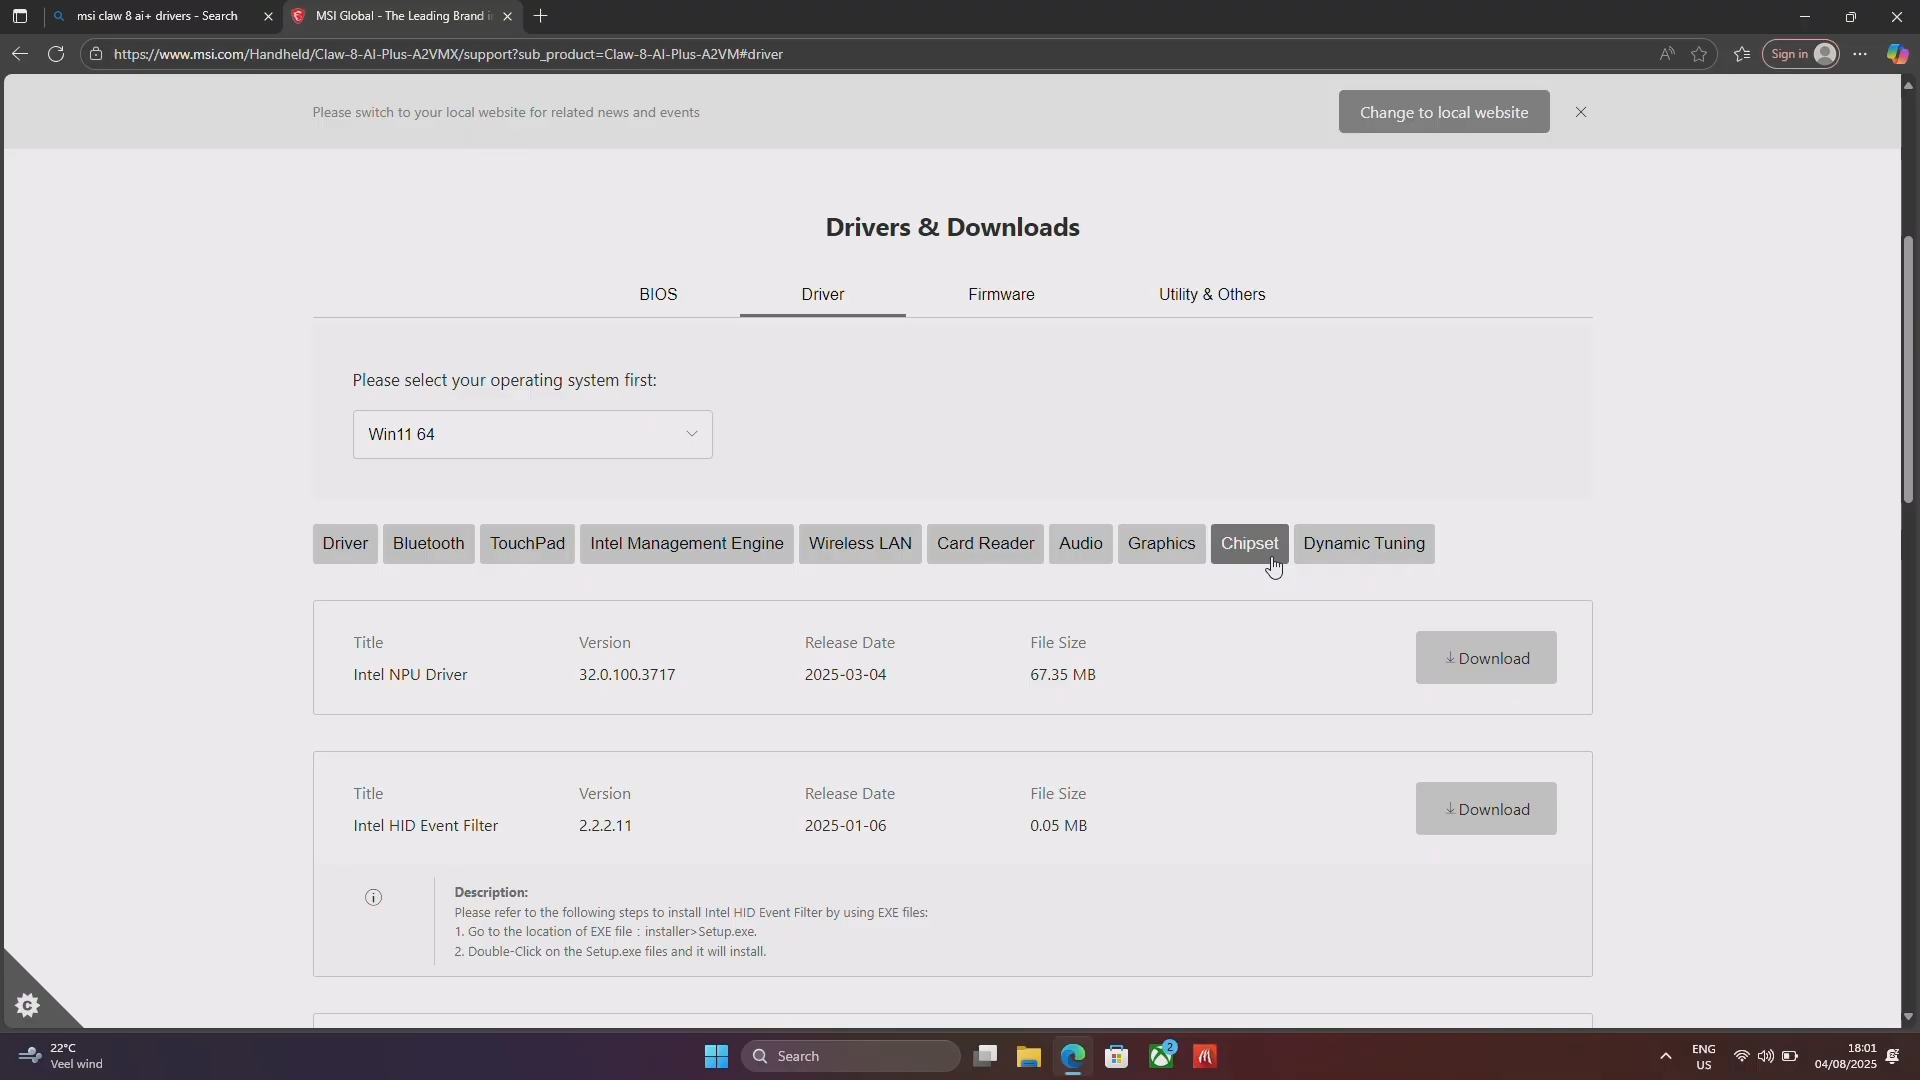 msi claw 8 ai+ drivers - Search
MSI Global - The Leading Brand i
https://www.msi.com/Handheld/Claw-8-AI-Plus-A2VMX/support?sub_product=Claw-8-AI-Plus-A2VM#driver
Sign in
Please switch to your local website for related news and events
Change to local website
Drivers & Downloads
BIOS Driver Firmware Utility & Others
Please select your operating system first:
Win11 64
Driver Bluetooth TouchPad Intel Management Engine Wireless LAN Card Reader Audio Graphics Chipset Dynamic Tuning
Title Version Release Date File Size
Intel NPU Driver 32.0.100.3717 2025-03-04 67.35 MB
Download
Title Version Release Date File Size
Intel HID Event Filter 2.2.2.11 2025-01-06 0.05 MB
Download
Description:
Please refer to the following steps to install Intel HID Event Filter by using EXE files:
1. Go to the location of EXE file : installer>Setup.exe.
2. Double-Click on the Setup.exe files and it will install.
22°C
Veel wind
Search
2
ENG
US
18:01
04/08/2025